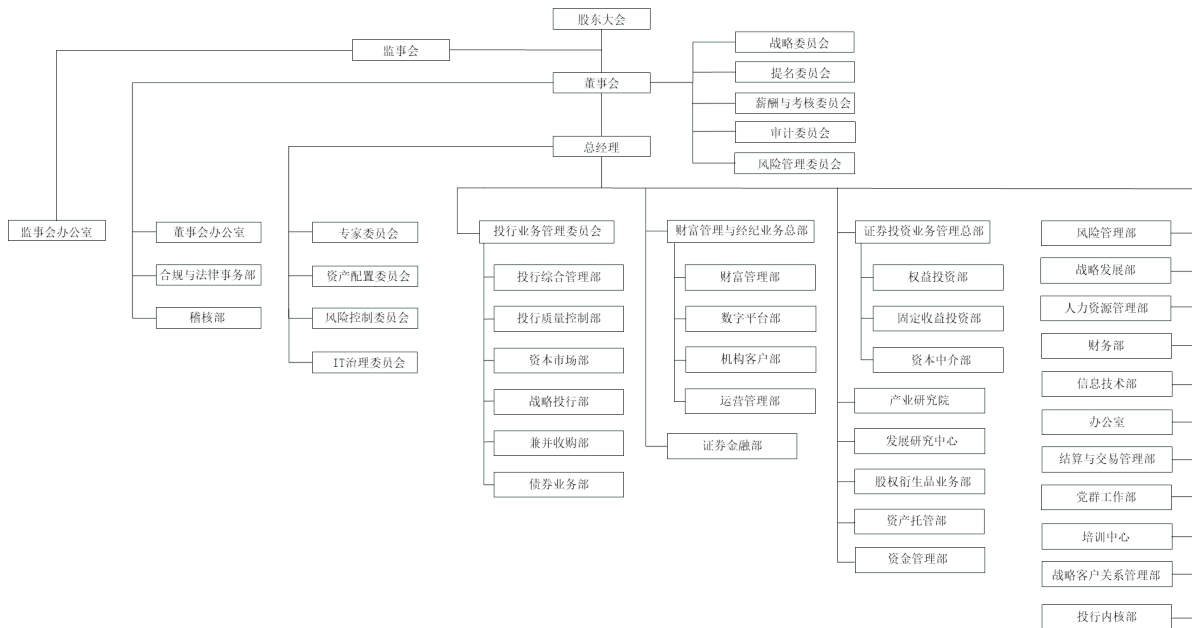 股东大会
监事会
战略委员会
提名委员会
董事会
薪酬与考核委员会
审计委员会
总经理
风险管理委员会
监事会办公室
董事会办公室
合规与法律事务部
稽核部
专家委员会
资产配置委员会
风险控制委员会
IT治理委员会
投行业务管理委员会
投行综合管理部
投行质量控制部
资本市场部
战略投行部
兼并收购部
债券业务部
财富管理与经纪业务总部
财富管理部
数字平台部
机构客户部
运营管理部
证券金融部
证券投资业务管理总部
权益投资部
固定收益投资部
资本中介部
产业研究院
发展研究中心
股权衍生品业务部
资产托管部
资金管理部
风险管理部
战略发展部
人力资源管理部
财务部
信息技术部
办公室
结算与交易管理部
党群工作部
培训中心
战略客户关系管理部
投行内核部